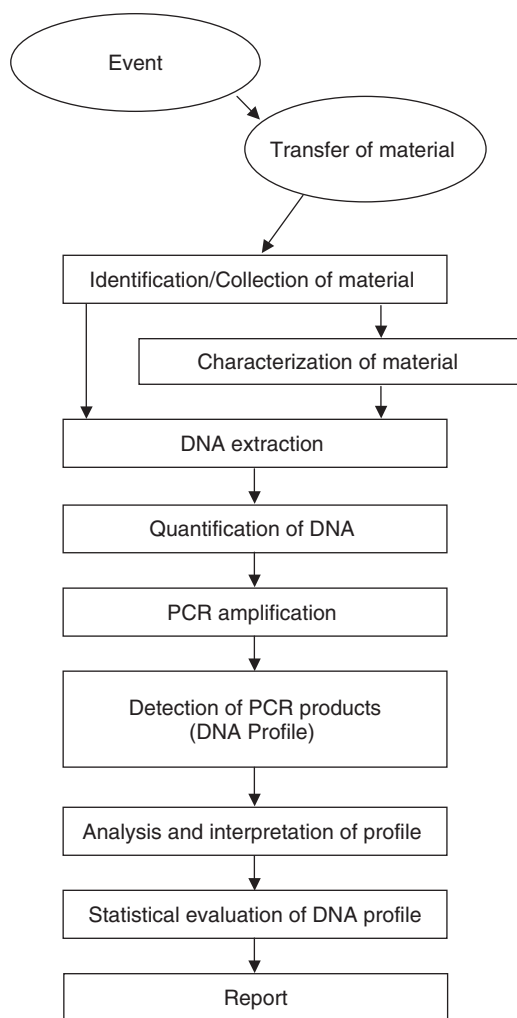 Event
Transfer of material
Identification/Collection of material
Characterization of material
DNA extraction
Quantification of DNA
PCR amplification
Detection of PCR products
(DNA Profile)
Analysis and interpretation of profile
Statistical evaluation of DNA profile
Report